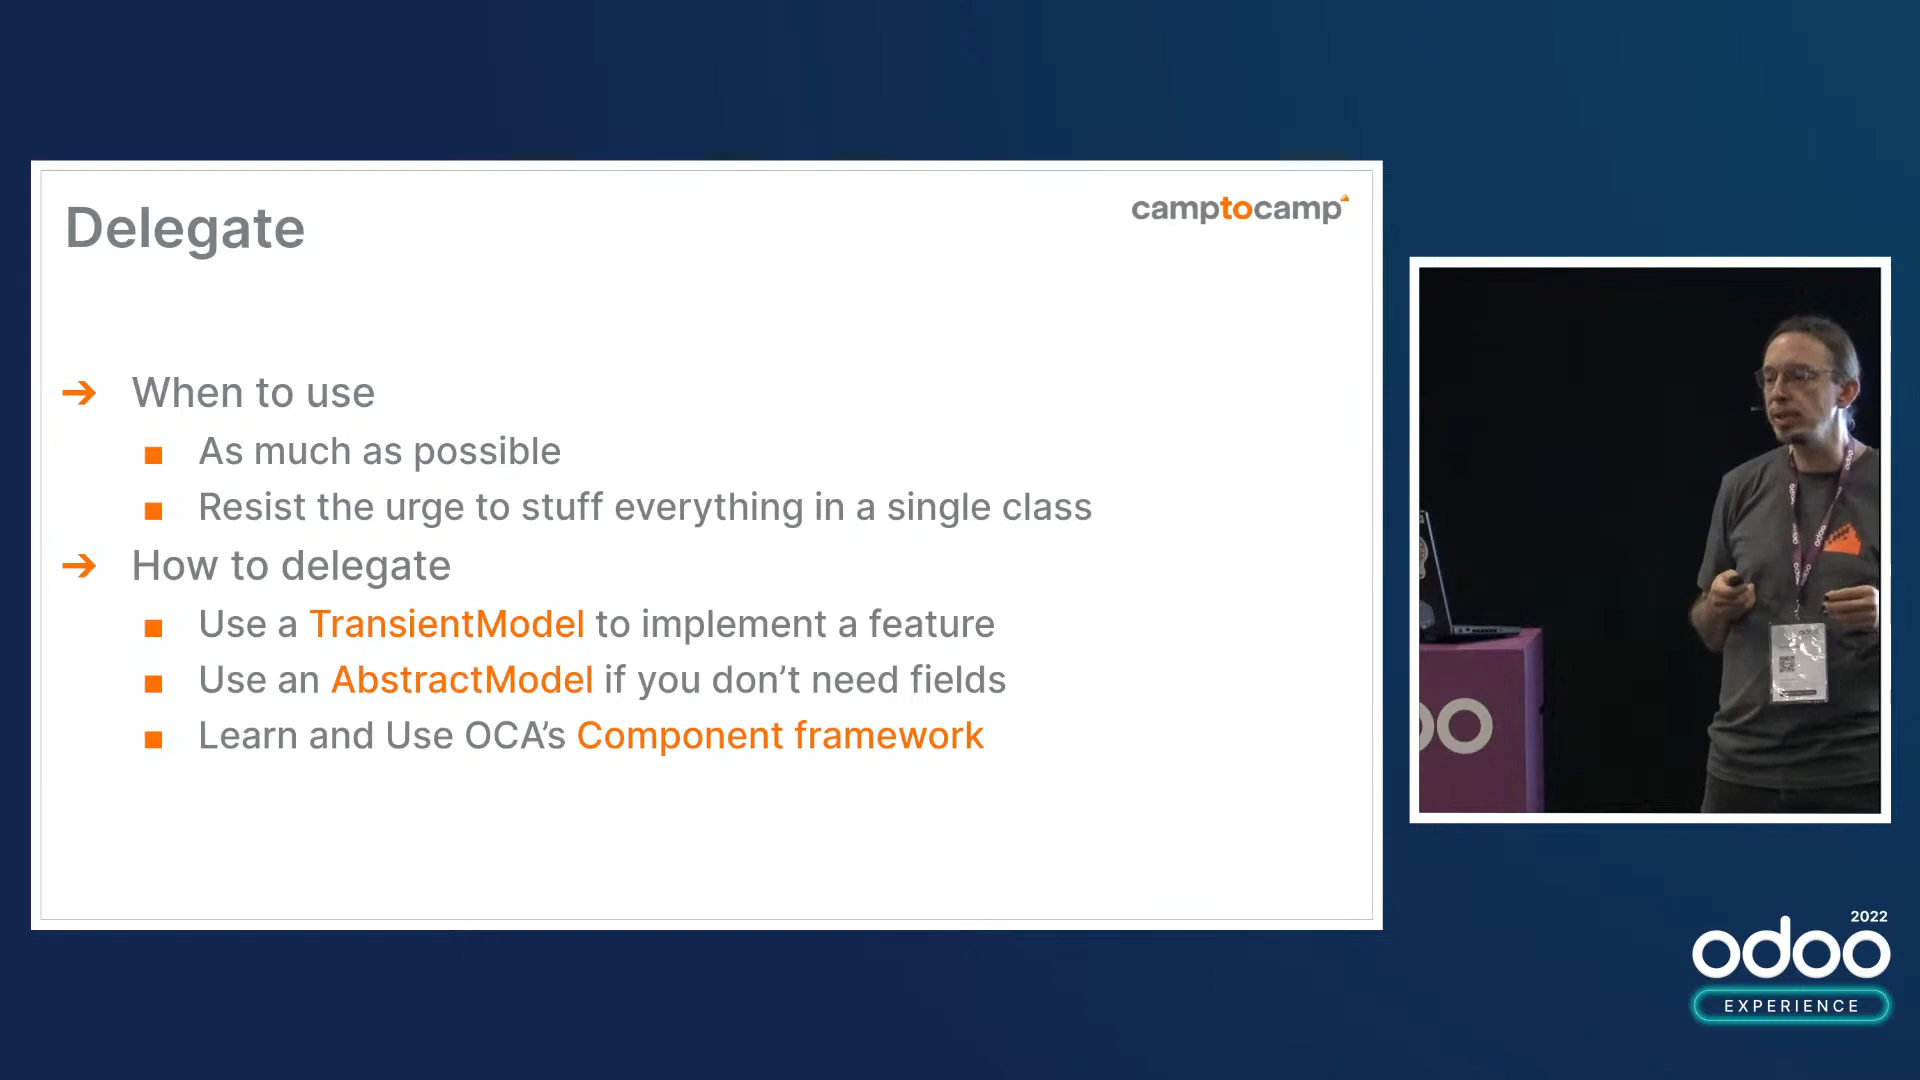 Delegate
camptocamp
When to use
As much as possible
Resist the urge to stuff everything in a single class
How to delegate
Use a TransientModel to implement a feature
Use an AbstractModel if you don’t need fields
Learn and Use OCA’s Component framework
2022
odoo
EXPERIENCE